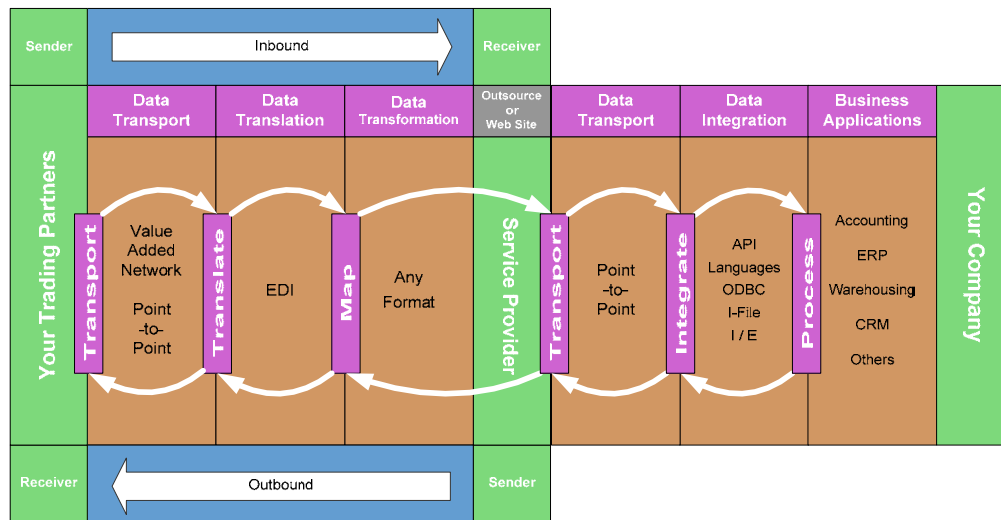 Sender
Inbound
Receiver
Data
Transport
Data
Translation
Data
Transformation
Outsource
or
Web Site
Data
Transport
Data
Integration
Business
Applications
Your Trading Partners
Transport
Value
Added
Network
Point
-to-
Point
Translate
EDI
Map
Any
Format
Service Provider
Transport
Point
-to-
Point
Integrate
API
Languages
ODBC
I-File
I / E
Process
Accounting
ERP
Warehousing
CRM
Others
Your Company
Receiver
Outbound
Sender